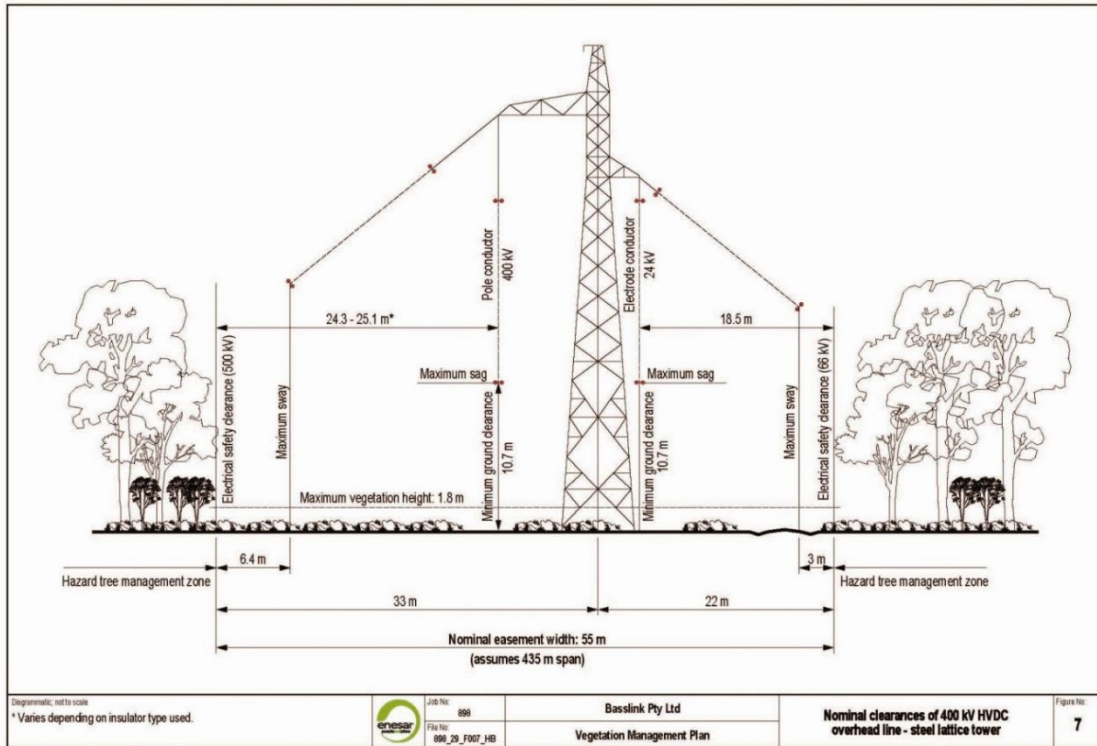 Pole conductor
400 kV
Electrode conductor
24 kV
24.3 - 25.1 m*
18.5 m
Electrical safety clearance (500 kV)
Maximum sway
Maximum sag
Minimum ground clearance
10.7 m
Maximum sag
Minimum ground clearance
10.7 m
Maximum sway
Electrical safety clearance (66 kV)
Maximum vegetation height: 1.8 m
6.4 m
3 m
Hazard tree management zone
Hazard tree management zone
33 m
22 m
Nominal easement width: 55 m
(assumes 435 m span)
Diagrammatic; not to scale
* Varies depending on insulator type used.
enesar
Job No:
898
File No:
898_29_F007_HB
Basslink Pty Ltd
Vegetation Management Plan
Nominal clearances of 400 kV HVDC
overhead line - steel lattice tower
Figure No:
7